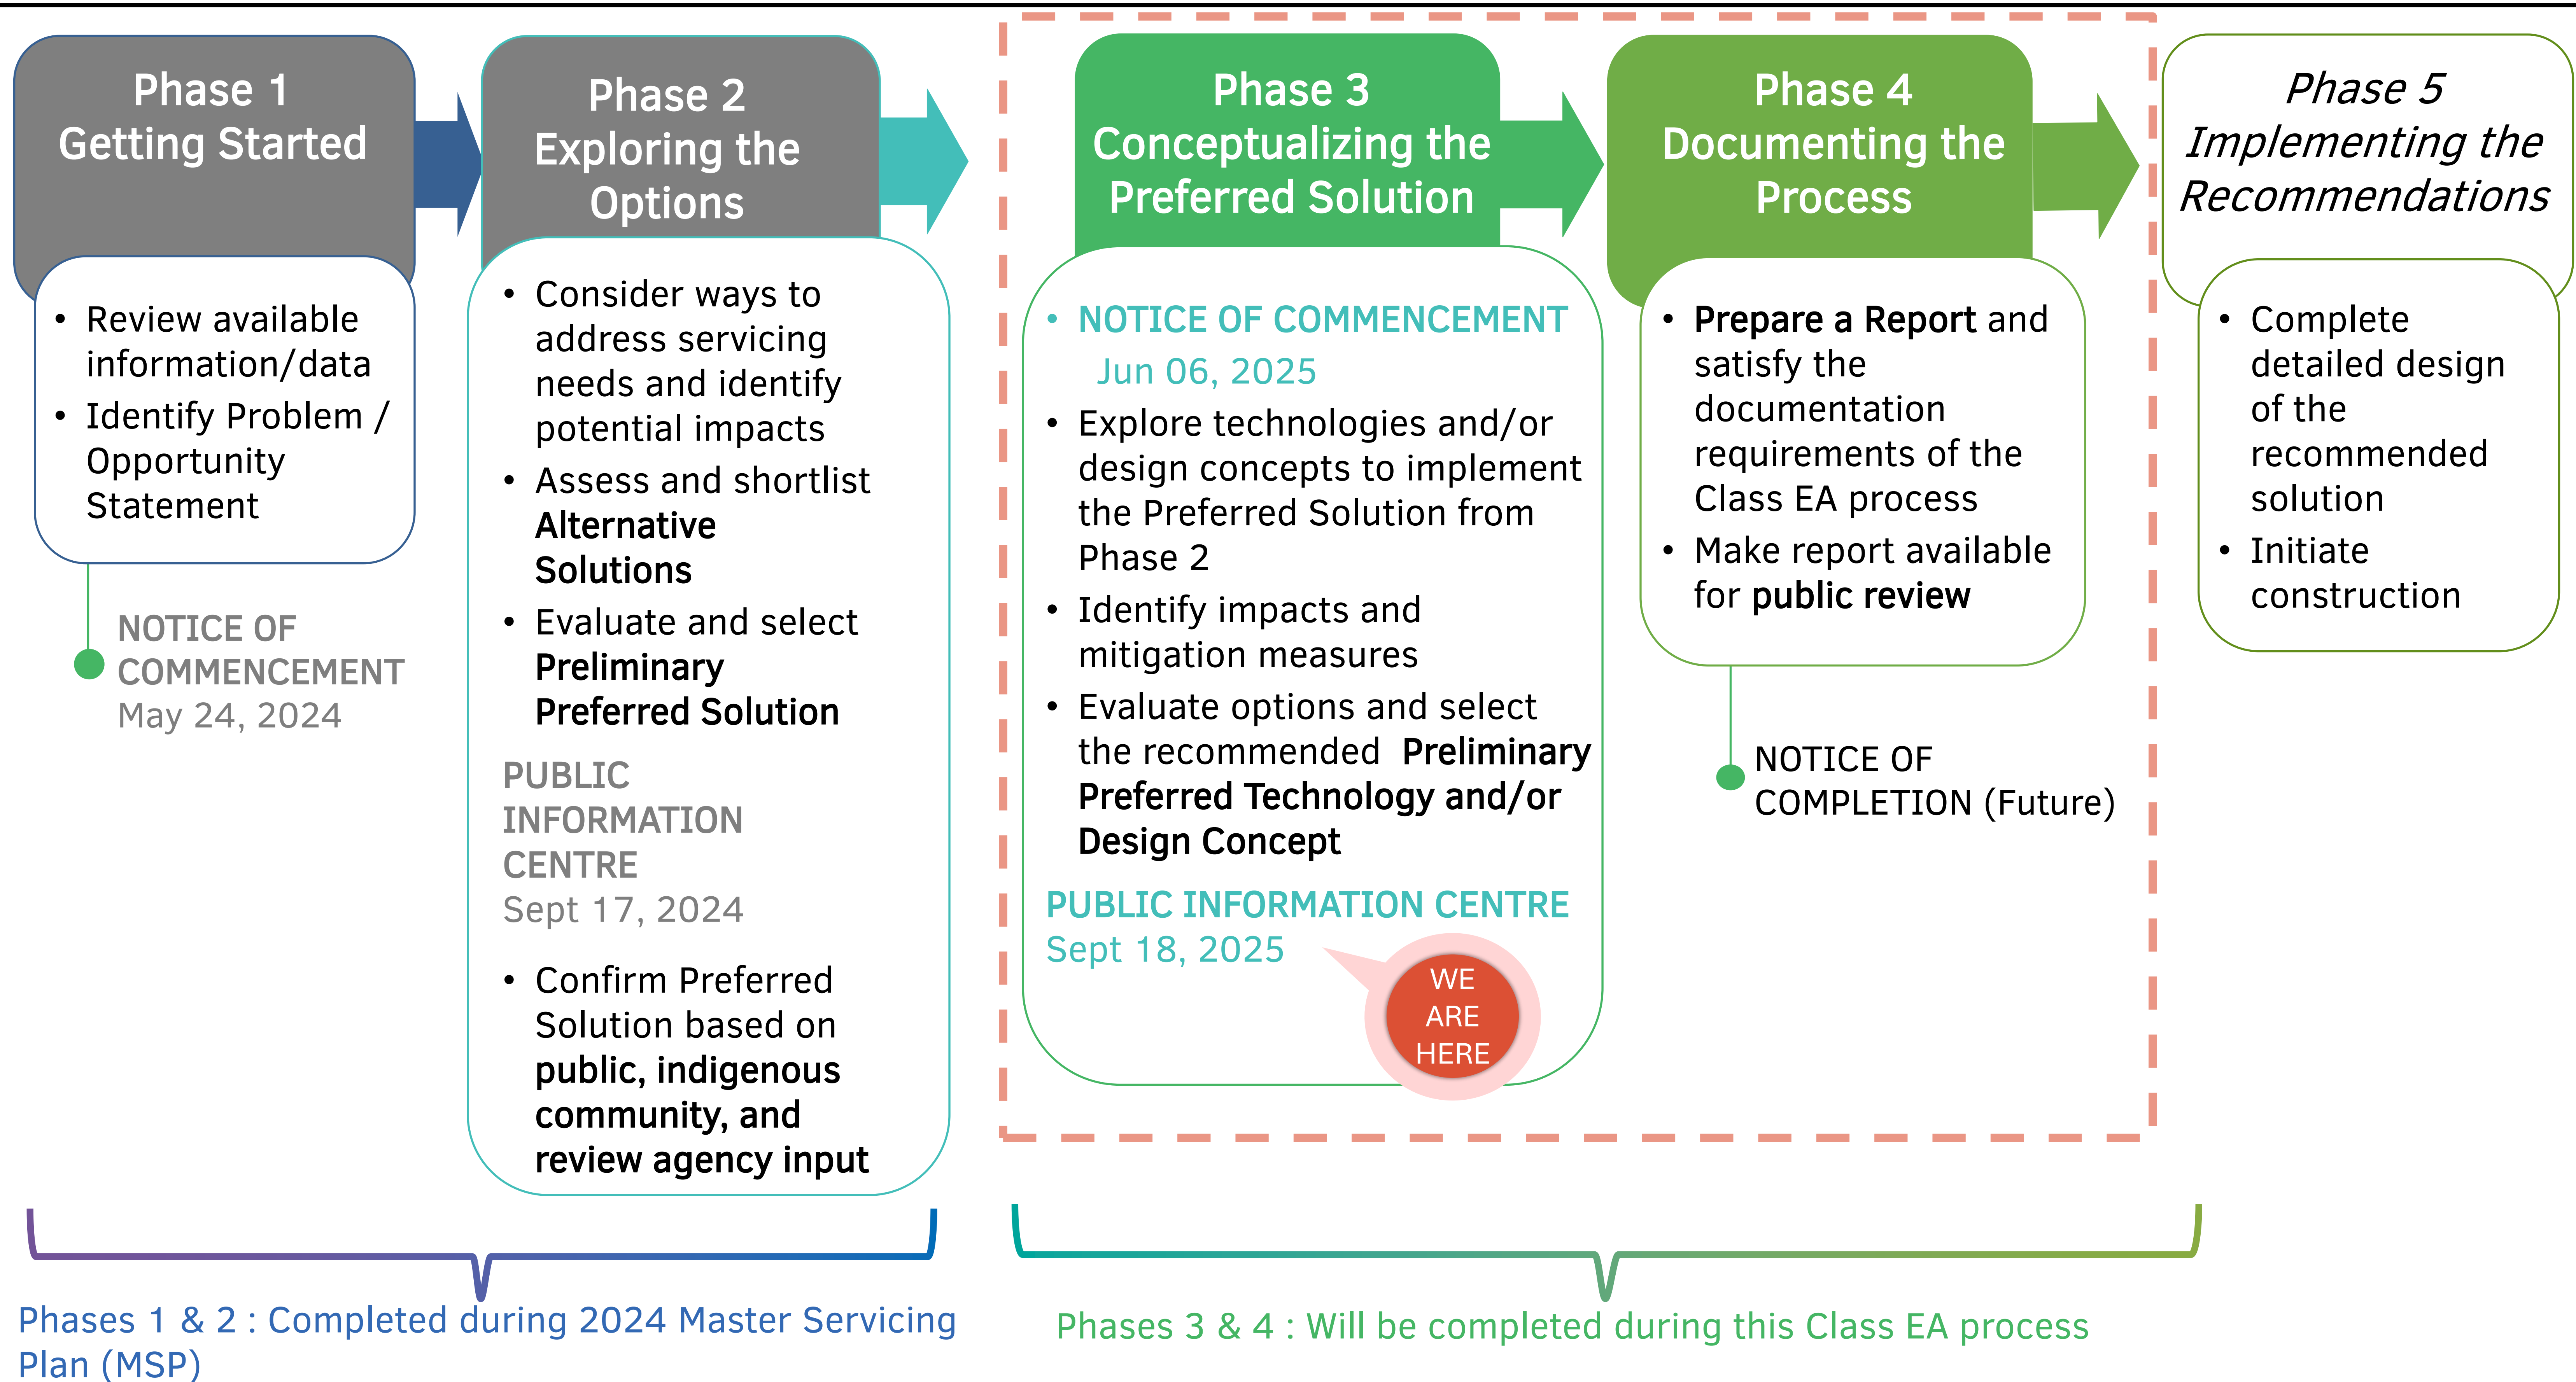 Phase 1
Getting Started
• Review available
information/data
• Identify Problem /
Opportunity
Statement
NOTICE OF
COMMENCEMENT
May 24, 2024
Phase 2
Exploring the
Options
• Consider ways to
address servicing
needs and identify
potential impacts
• Assess and shortlist
Alternative
Solutions
• Evaluate and select
Preliminary
Preferred Solution
PUBLIC
INFORMATION
CENTRE
Sept 17, 2024
• Confirm Preferred
Solution based on
public, indigenous
community, and
review agency input
Phase 3
Conceptualizing the
Preferred Solution
• NOTICE OF COMMENCEMENT
Jun 06, 2025
• Explore technologies and/or
design concepts to implement
the Preferred Solution from
Phase 2
• Identify impacts and
mitigation measures
• Evaluate options and select
the recommended Preliminary
Preferred Technology and/or
Design Concept
PUBLIC INFORMATION CENTRE
Sept 18, 2025
WE
ARE
HERE
Phase 4
Documenting the
Process
• Prepare a Report and
satisfy the
documentation
requirements of the
Class EA process
• Make report available
for public review
NOTICE OF
COMPLETION (Future)
Phase 5
Implementing the
Recommendations
• Complete
detailed design
of the
recommended
solution
• Initiate
construction
Phases 1 & 2 : Completed during 2024 Master Servicing
Plan (MSP)
Phases 3 & 4 : Will be completed during this Class EA process